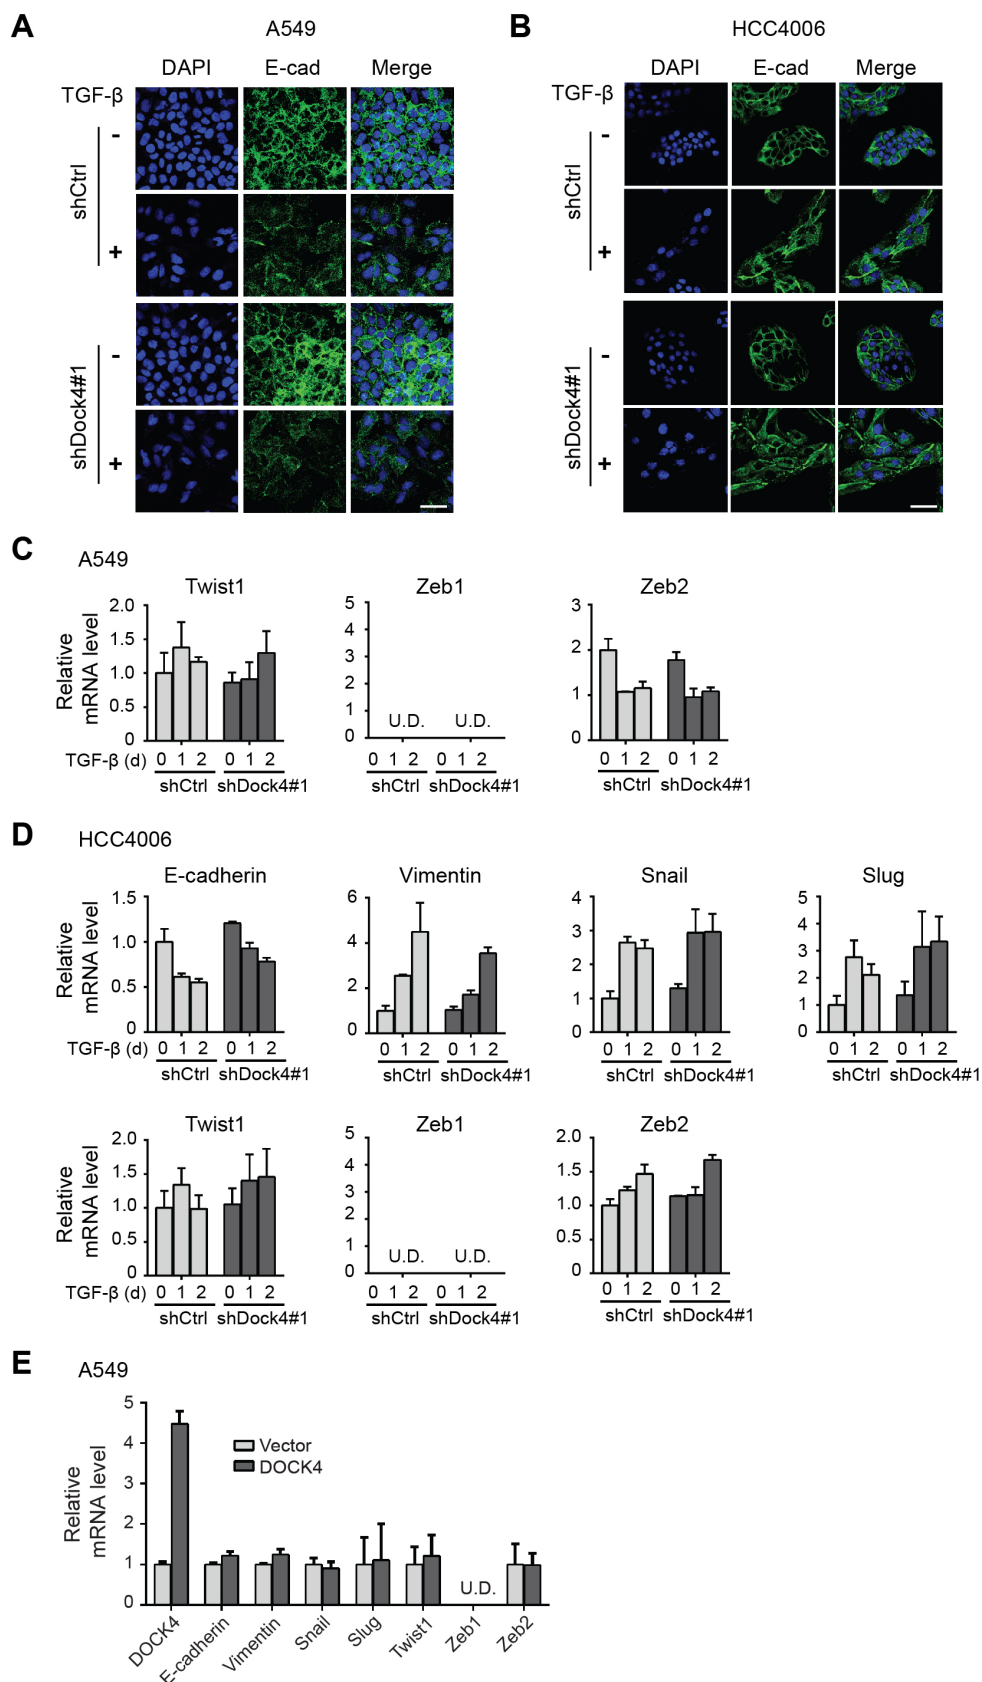 A
A549
DAPI E-cad Merge
TGF-β
shCtrl
-
+
shDock4#1
-
+
B
HCC4006
DAPI E-cad Merge
TGF-β
shCtrl
-
+
shDock4#1
-
+
C
A549
Twist1
Relative
mRNA level
2.0
1.5
1.0
0.5
0
TGF-β (d) 0 1 2 0 1 2
shCtrl shDock4#1
Zeb1
5
4
3
2
1
0
U.D. U.D.
0 1 2 0 1 2
shCtrl shDock4#1
Zeb2
3
2
1
0
0 1 2 0 1 2
shCtrl shDock4#1
D
HCC4006
E-cadherin
Relative
mRNA level
1.5
1.0
0.5
0
TGF-β (d) 0 1 2 0 1 2
shCtrl shDock4#1
Vimentin
6
4
2
0
0 1 2 0 1 2
shCtrl shDock4#1
Snail
4
3
2
1
0
0 1 2 0 1 2
shCtrl shDock4#1
Slug
5
4
3
2
1
0
0 1 2 0 1 2
shCtrl shDock4#1
Twist1
Relative
mRNA level
2.0
1.5
1.0
0.5
0
TGF-β (d) 0 1 2 0 1 2
shCtrl shDock4#1
Zeb1
5
4
3
2
1
0
U.D. U.D.
0 1 2 0 1 2
shCtrl shDock4#1
Zeb2
2.0
1.5
1.0
0.5
0
0 1 2 0 1 2
shCtrl shDock4#1
E
A549
Relative
mRNA level
5
4
3
2
1
0
Vector
DOCK4
U.D.
DOCK4 E-cadherin Vimentin Snail Slug Twist1 Zeb1 Zeb2